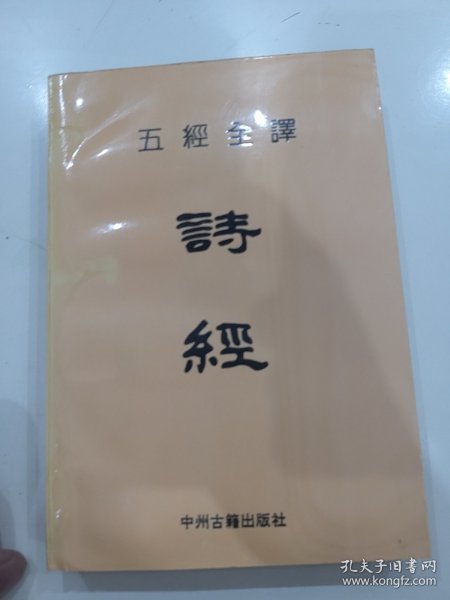 五經全譯
詩
經
中州古籍出版社
孔夫子旧书网
www.kongfz.com